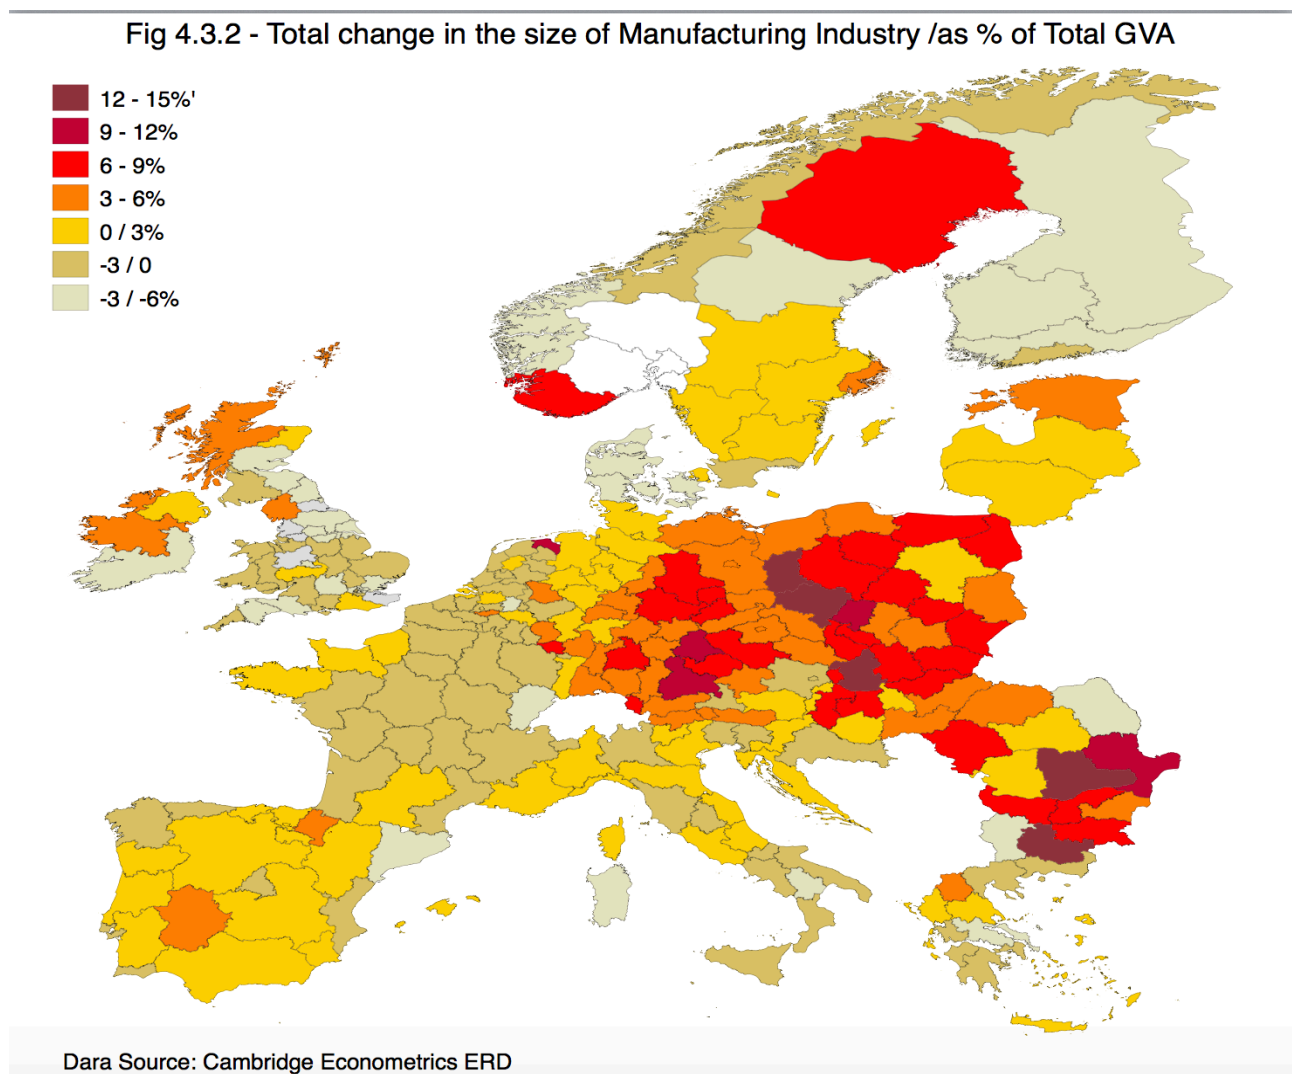 Fig 4.3.2 - Total change in the size of Manufacturing Industry /as % of Total GVA
12 - 15%'
9 - 12%
6 - 9%
3 - 6%
0 / 3%
-3 / 0
-3 / -6%
Dara Source: Cambridge Econometrics ERD